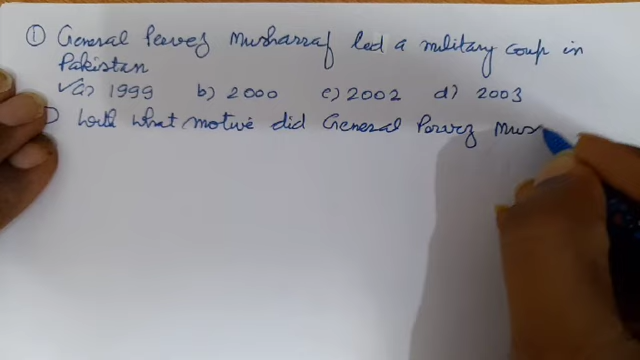 ① General Pervez Musharraf led a military coup in
Pakistan
✓a) 1999 b) 2000 c) 2002 d) 2003
With what motive did General Pervez Mus